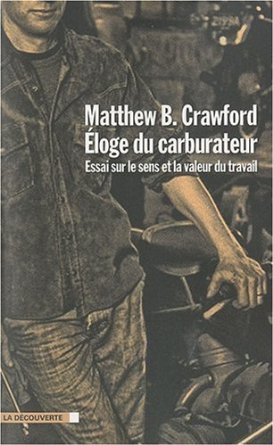 Matthew B. Crawford
Éloge du carburateur
Essai sur le sens et la valeur du travail
LA DÉCOUVERTE